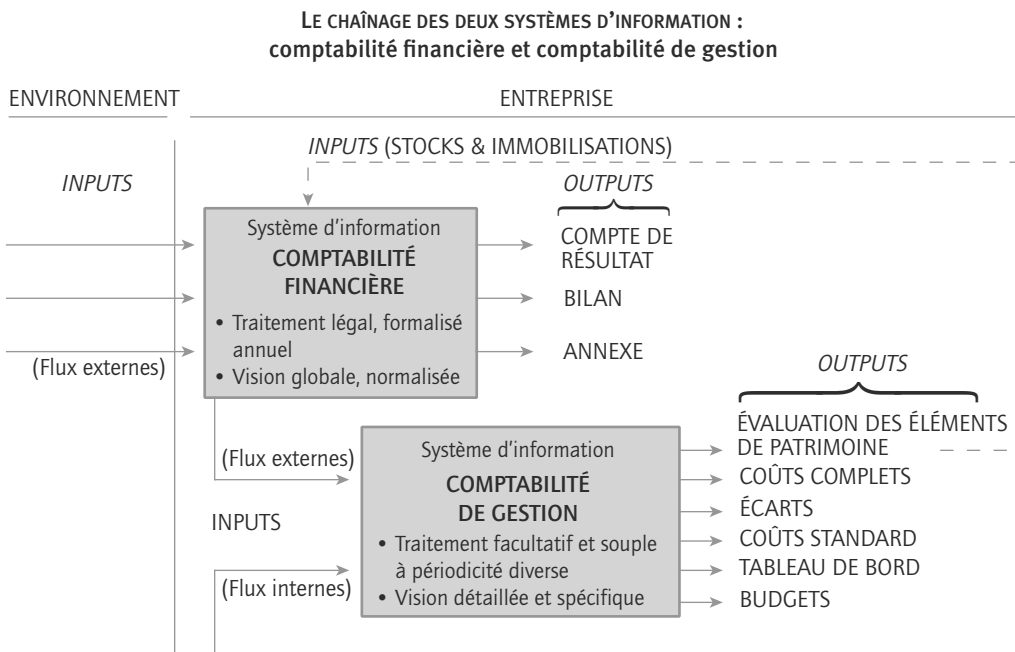 LE CHAÎNAGE DES DEUX SYSTÈMES D'INFORMATION :
comptabilité financière et comptabilité de gestion
ENVIRONNEMENT
ENTREPRISE
INPUTS (STOCKS & IMMOBILISATIONS)
INPUTS
OUTPUTS
Système d'information
COMPTABILITÉ
FINANCIÈRE
• Traitement légal, formalisé
annuel
• Vision globale, normalisée
COMPTE DE
RÉSULTAT
BILAN
ANNEXE
(Flux externes)
OUTPUTS
(Flux externes)
INPUTS
(Flux internes)
Système d'information
COMPTABILITÉ
DE GESTION
• Traitement facultatif et souple
à périodicité diverse
• Vision détaillée et spécifique
ÉVALUATION DES ÉLÉMENTS
DE PATRIMOINE
COÛTS COMPLETS
ÉCARTS
COÛTS STANDARD
TABLEAU DE BORD
BUDGETS